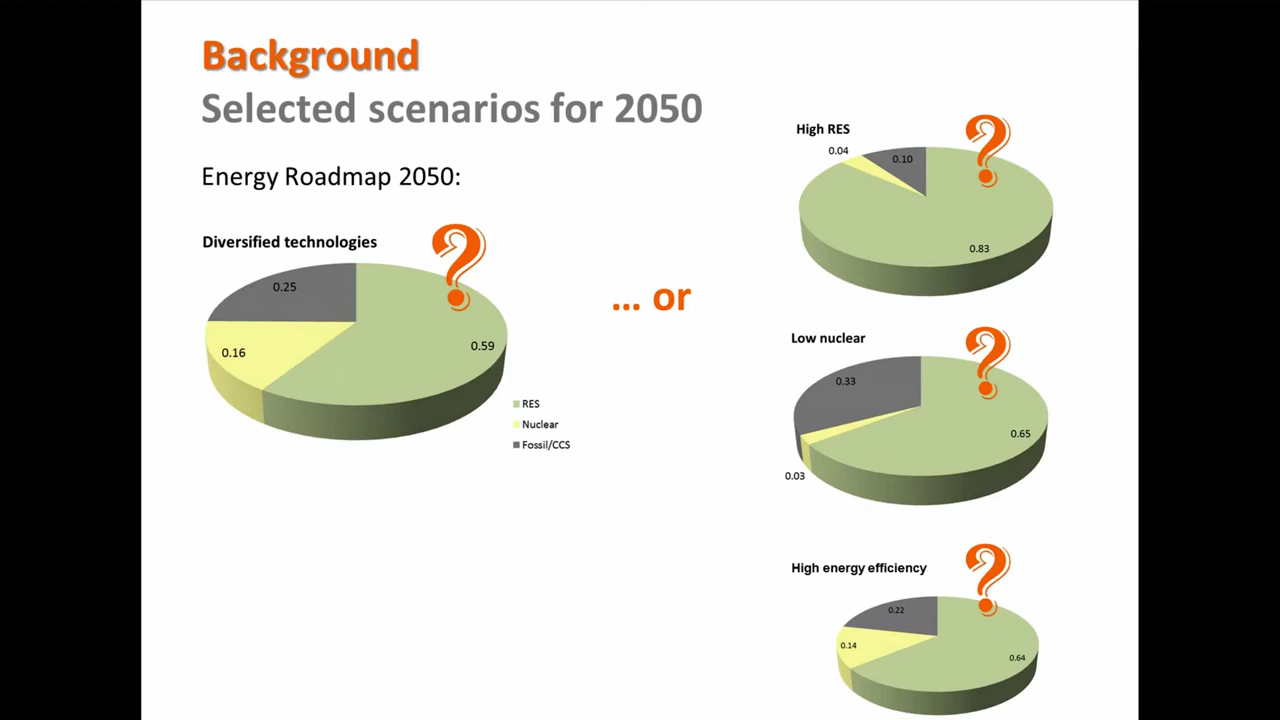 Background
Selected scenarios for 2050
Energy Roadmap 2050:
Diversified technologies
?
0.25
0.16
0.59
RES
Nuclear
Fossil/CCS
... or
High RES
?
0.04
0.10
0.83
Low nuclear
?
0.33
0.65
0.03
High energy efficiency
?
0.22
0.14
0.64